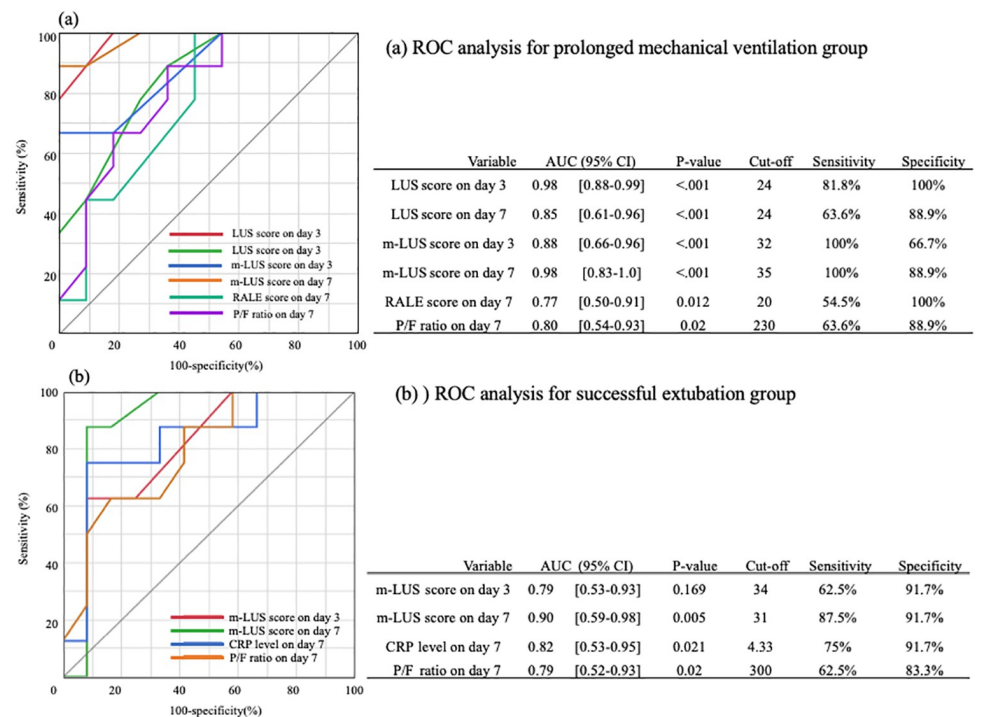 (a)
(a) ROC analysis for prolonged mechanical ventilation group
100
80
60
40
20
0
20
40
60
80
100
Sensitivity (%)
100-specificity(%)
LUS score on day 3
LUS score on day 3
m-LUS score on day 3
m-LUS score on day 7
RALE score on day 7
P/F ratio on day 7
Variable AUC (95% CI) P-value Cut-off Sensitivity Specificity
LUS score on day 3 0.98 [0.88-0.99] <.001 24 81.8% 100%
LUS score on day 7 0.85 [0.61-0.96] <.001 24 63.6% 88.9%
m-LUS score on day 3 0.88 [0.66-0.96] <.001 32 100% 66.7%
m-LUS score on day 7 0.98 [0.83-1.0] <.001 35 100% 88.9%
RALE score on day 7 0.77 [0.50-0.91] 0.012 20 54.5% 100%
P/F ratio on day 7 0.80 [0.54-0.93] 0.02 230 63.6% 88.9%
(b)
(b) ) ROC analysis for successful extubation group
100
80
60
40
20
0
20
40
60
80
100
Sensitivity (%)
100-specificity(%)
m-LUS score on day 3
m-LUS score on day 7
CRP level on day 7
P/F ratio on day 7
Variable AUC (95% CI) P-value Cut-off Sensitivity Specificity
m-LUS score on day 3 0.79 [0.53-0.93] 0.169 34 62.5% 91.7%
m-LUS score on day 7 0.90 [0.59-0.98] 0.005 31 87.5% 91.7%
CRP level on day 7 0.82 [0.53-0.95] 0.021 4.33 75% 91.7%
P/F ratio on day 7 0.79 [0.52-0.93] 0.02 300 62.5% 83.3%